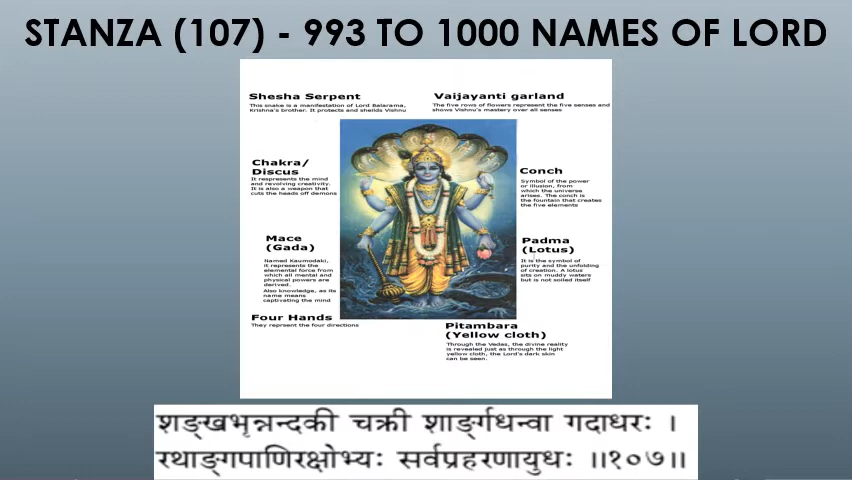 STANZA (107) - 993 TO 1000 NAMES OF LORD
Shesha Serpent
This snake is a manifestation of Lord Balarama,
Krishna's brother. It protects and sheilds Vishnu
Vaijayanti garland
The five rows of flowers represent the five senses and
shows Vishnu's mastery over all senses
Chakra/
Discus
It respresents the mind
and revolving creativity.
It is also a weapon that
cuts the heads off demons
Conch
Symbol of the power
or illusion, from
which the universe
arises. The conch is
the fountain that creates
the five elements
Mace
(Gada)
Named Kaumodaki,
it represents the
elemental force from
which all mental and
physical powers are
derived.
Also knowledge, as its
name means
captivating the mind
Padma
(Lotus)
It is the symbol of
purity and the unfolding
of creation. A lotus
sits on muddy waters
but is not soiled itself
Four Hands
They reprsent the four directions
Pitambara
(Yellow cloth)
Through the Vedas, the divine reality
is revealed just as through the light
yellow cloth, the Lord's dark skin
can be seen.
शङ्खभृन्नन्दकी चक्री शार्ङ्गधन्वा गदाधरः ।
रथाङ्गपाणिरक्षोभ्यः सर्वप्रहरणायुधः ॥१०७॥